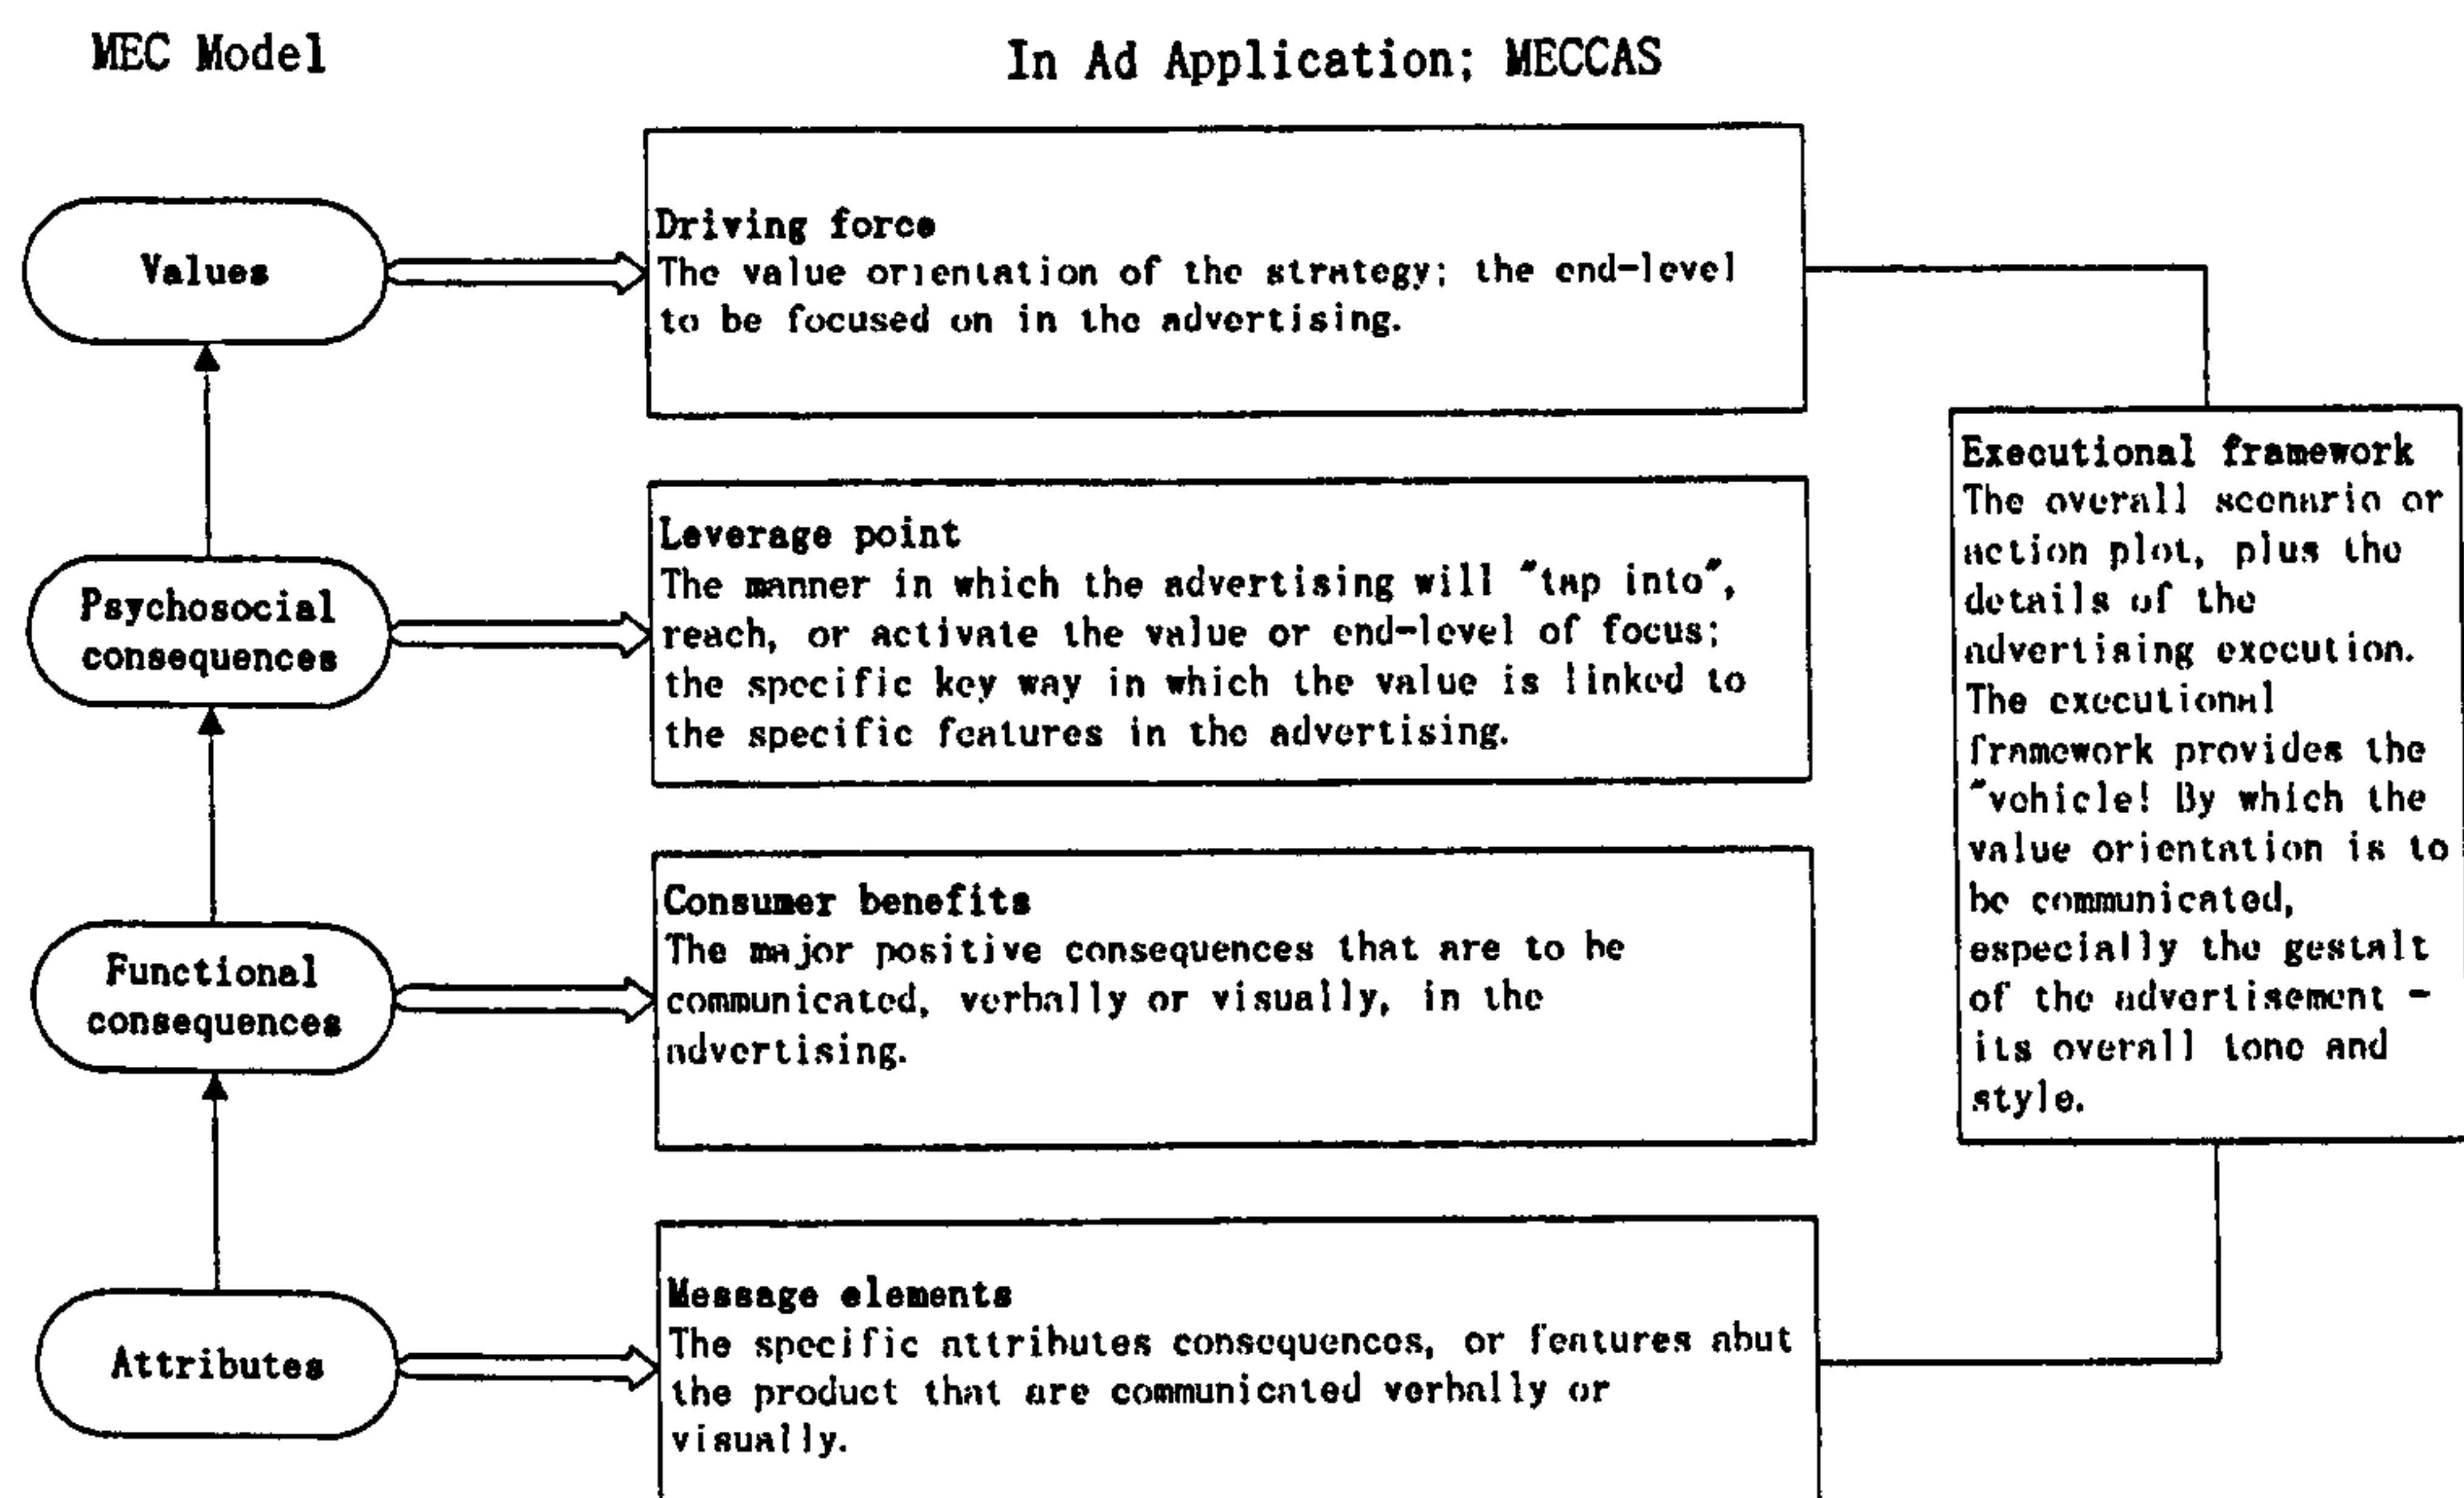 MEC Model
In Ad Application; MECCAS
Values
Driving force
The value orientation of the strategy; the end-level
to be focused on in the advertising.
Psychosocial
consequences
Leverage point
The manner in which the advertising will "tap into",
reach, or activate the value or end-level of focus;
the specific key way in which the value is linked to
the specific features in the advertising.
Functional
consequences
Consumer benefits
The major positive consequences that are to be
communicated, verbally or visually, in the
advertising.
Attributes
Message elements
The specific attributes consequences, or features abut
the product that are communicated verbally or
visually.
Executional framework
The overall scenario or
action plot, plus the
details of the
advertising execution.
The executional
framework provides the
"vehicle! By which the
value orientation is to
be communicated,
especially the gestalt
of the advertisement -
its overall tone and
style.